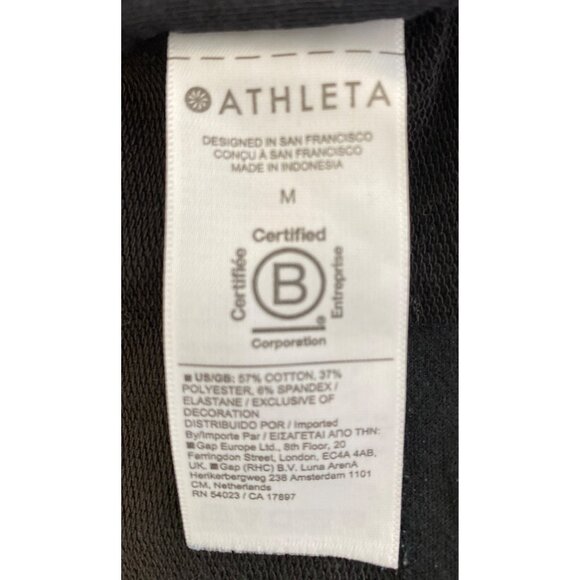 ATHLETA
DESIGNED IN SAN FRANCISCO
CONÇU À SAN FRANCISCO
MADE IN INDONESIA
M
Certified
Certifiée
B
Entreprise
Corporation
US/GB: 57% COTTON, 37%
POLYESTER, 6% SPANDEX /
ELASTANE / EXCLUSIVE OF
DECORATION
DISTRIBUIDO POR / Imported
By/Importe Par / ΕΙΣΑΓΕΤΑΙ ΑΠΟ ΤΗΝ:
Gap Europe Ltd., 8th Floor, 20
Farringdon Street, London, EC4A 4AB,
UK. Gap (RHC) B.V. Luna ArenA
Herikerbergweg 238 Amsterdam 1101
CM, Netherlands
RN 54023 / CA 17897